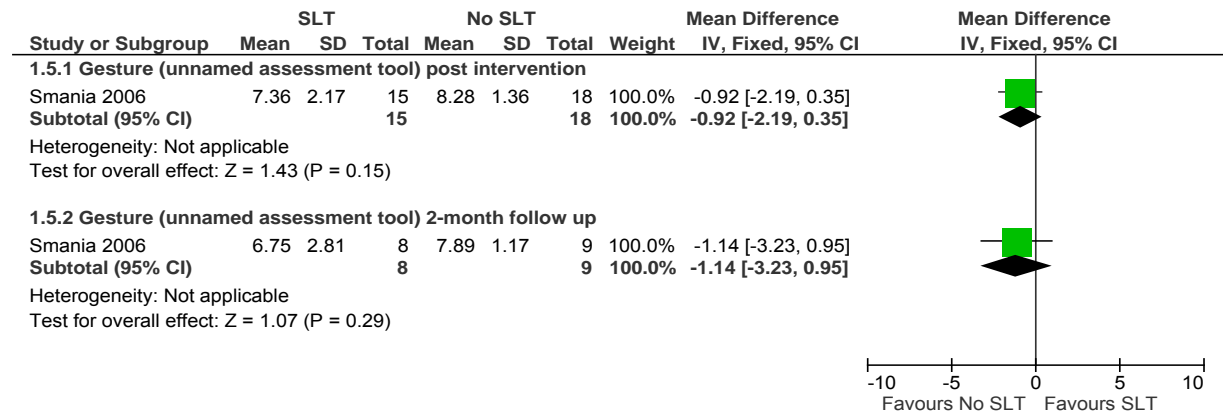 SLT No SLT Mean Difference Mean Difference
Study or Subgroup Mean SD Total Mean SD Total Weight IV, Fixed, 95% CI IV, Fixed, 95% CI
1.5.1 Gesture (unnamed assessment tool) post intervention
Smania 2006 7.36 2.17 15 8.28 1.36 18 100.0% -0.92 [-2.19, 0.35]
Subtotal (95% CI) 15 18 100.0% -0.92 [-2.19, 0.35]
Heterogeneity: Not applicable
Test for overall effect: Z = 1.43 (P = 0.15)
1.5.2 Gesture (unnamed assessment tool) 2-month follow up
Smania 2006 6.75 2.81 8 7.89 1.17 9 100.0% -1.14 [-3.23, 0.95]
Subtotal (95% CI) 8 9 100.0% -1.14 [-3.23, 0.95]
Heterogeneity: Not applicable
Test for overall effect: Z = 1.07 (P = 0.29)
-10 -5 0 5 10
Favours No SLT Favours SLT